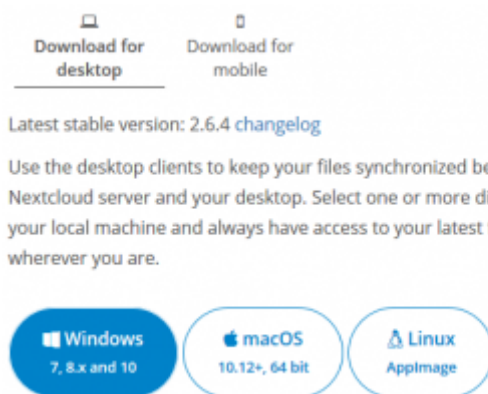 Download for desktop
Download for mobile
Latest stable version: 2.6.4 changelog
Use the desktop clients to keep your files synchronized be
Nextcloud server and your desktop. Select one or more di
your local machine and always have access to your latest
wherever you are.
Windows
7, 8.x and 10
macOS
10.12+, 64 bit
Linux
AppImage